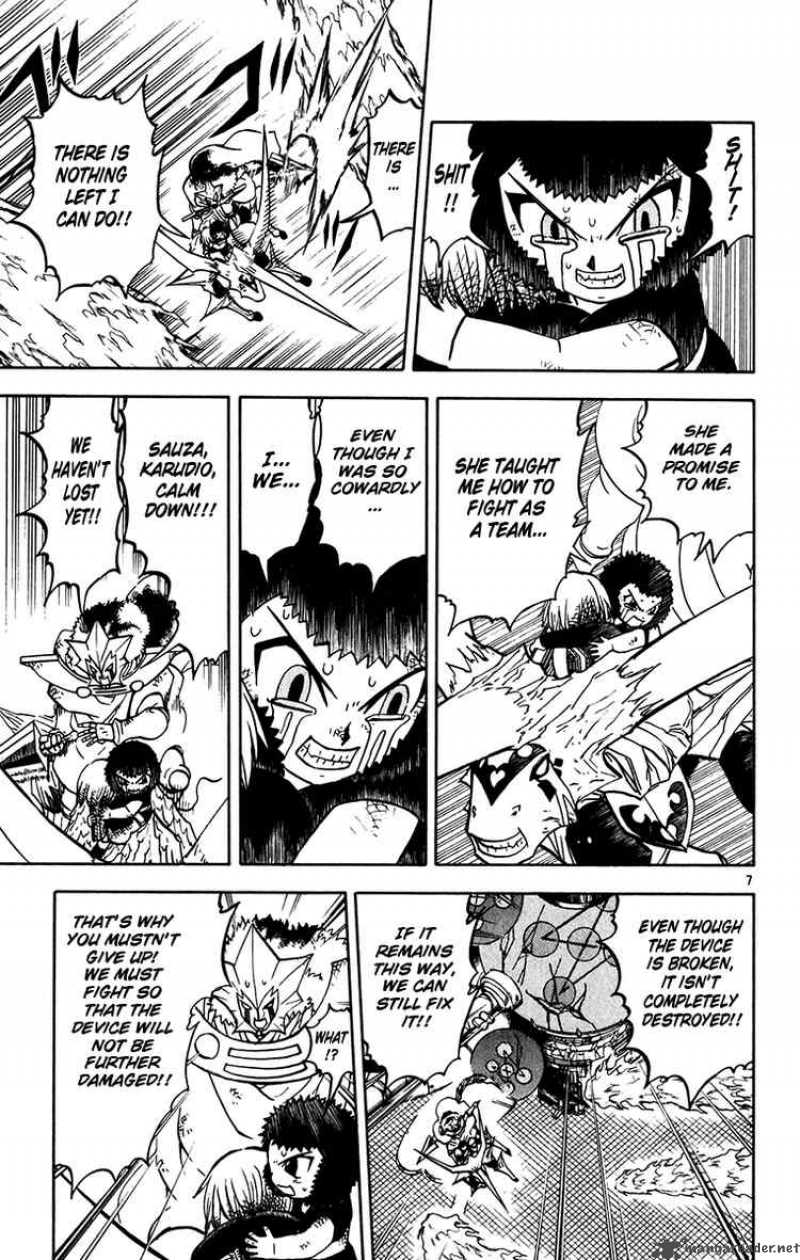 SHIT!
SHIT
!!
THERE
IS
...
THERE IS
NOTHING
LEFT I
CAN DO!!
SHE
MADE A
PROMISE
TO ME.
SHE TAUGHT
ME HOW TO
FIGHT AS
A TEAM...
EVEN
THOUGH I
WAS SO
COWARDLY
...
I...
WE...
SAUZA,
KARUDIO,
CALM
DOWN!!!
WE
HAVEN'T
LOST
YET!!
7
EVEN THOUGH
THE DEVICE
IS BROKEN,
IT ISN'T
COMPLETELY
DESTROYED!!
IF IT
REMAINS
THIS WAY,
WE CAN
STILL FIX
IT!!
THAT'S WHY
YOU MUSTN'T
GIVE UP!
WE MUST
FIGHT SO
THAT THE
DEVICE WILL
NOT BE
FURTHER
DAMAGED!!
WHAT
!?
mangareader.net